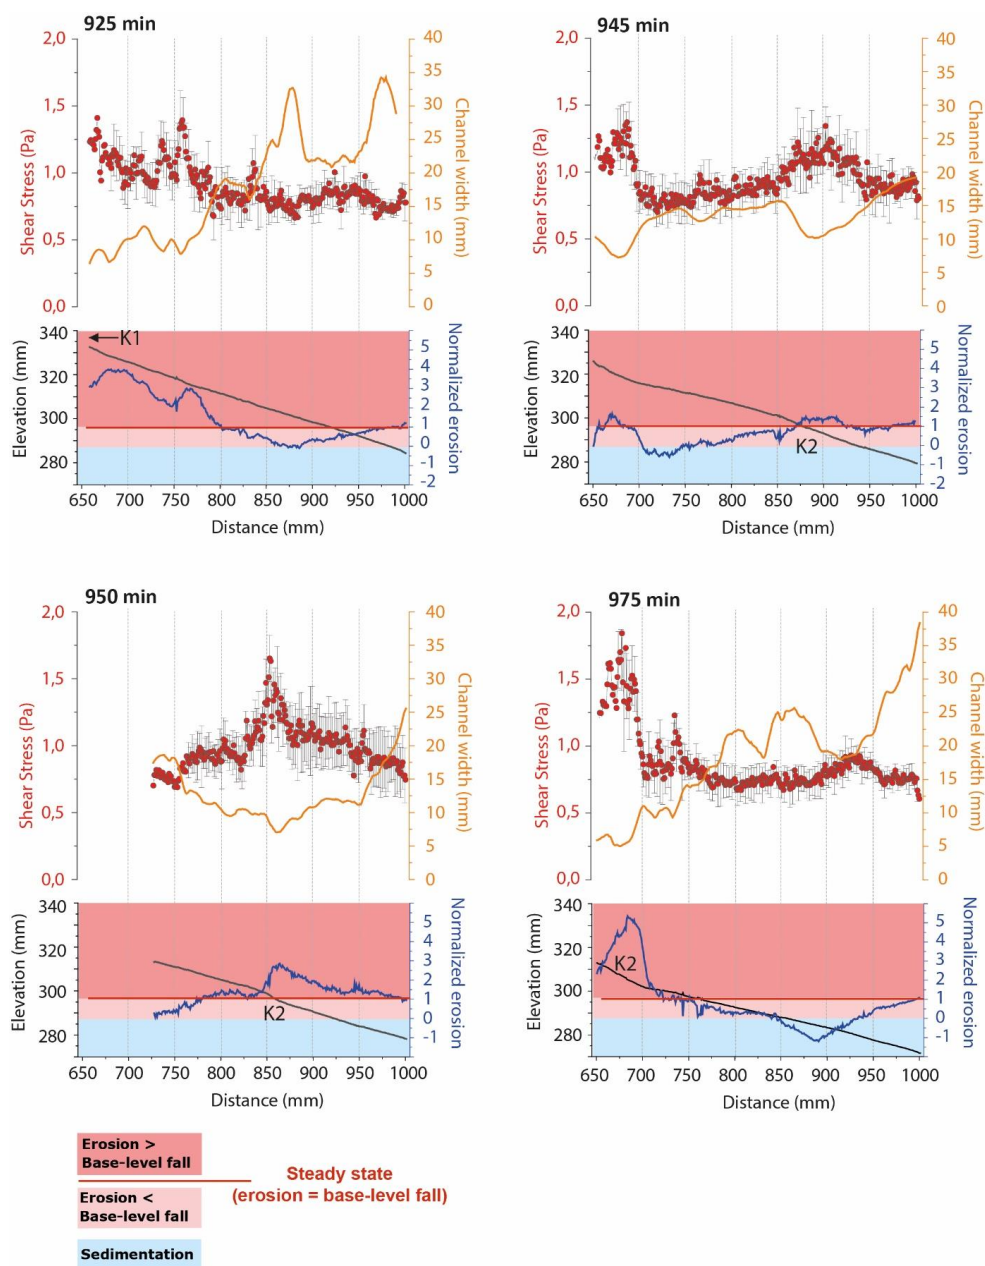 925 min
2,0
1,5
1,0
0,5
0,0
Shear Stress (Pa)
40
35
30
25
20
15
10
5
0
Channel width (mm)
340
320
300
280
Elevation (mm)
K1
5
4
3
2
1
0
-1
-2
Normalized erosion
650 700 750 800 850 900 950 1000
Distance (mm)
945 min
2,0
1,5
1,0
0,5
0,0
Shear Stress (Pa)
40
35
30
25
20
15
10
5
0
Channel width (mm)
340
320
300
280
Elevation (mm)
K2
5
4
3
2
1
0
-1
-2
Normalized erosion
650 700 750 800 850 900 950 1000
Distance (mm)
950 min
2,0
1,5
1,0
0,5
0,0
Shear Stress (Pa)
40
35
30
25
20
15
10
5
0
Channel width (mm)
340
320
300
280
Elevation (mm)
K2
5
4
3
2
1
0
-1
Normalized erosion
650 700 750 800 850 900 950 1000
Distance (mm)
975 min
2,0
1,5
1,0
0,5
0,0
Shear Stress (Pa)
40
35
30
25
20
15
10
5
0
Channel width (mm)
340
320
300
280
Elevation (mm)
K2
5
4
3
2
1
0
-1
Normalized erosion
650 700 750 800 850 900 950 1000
Distance (mm)
Erosion >
Base-level fall
Steady state
(erosion = base-level fall)
Erosion <
Base-level fall
Sedimentation